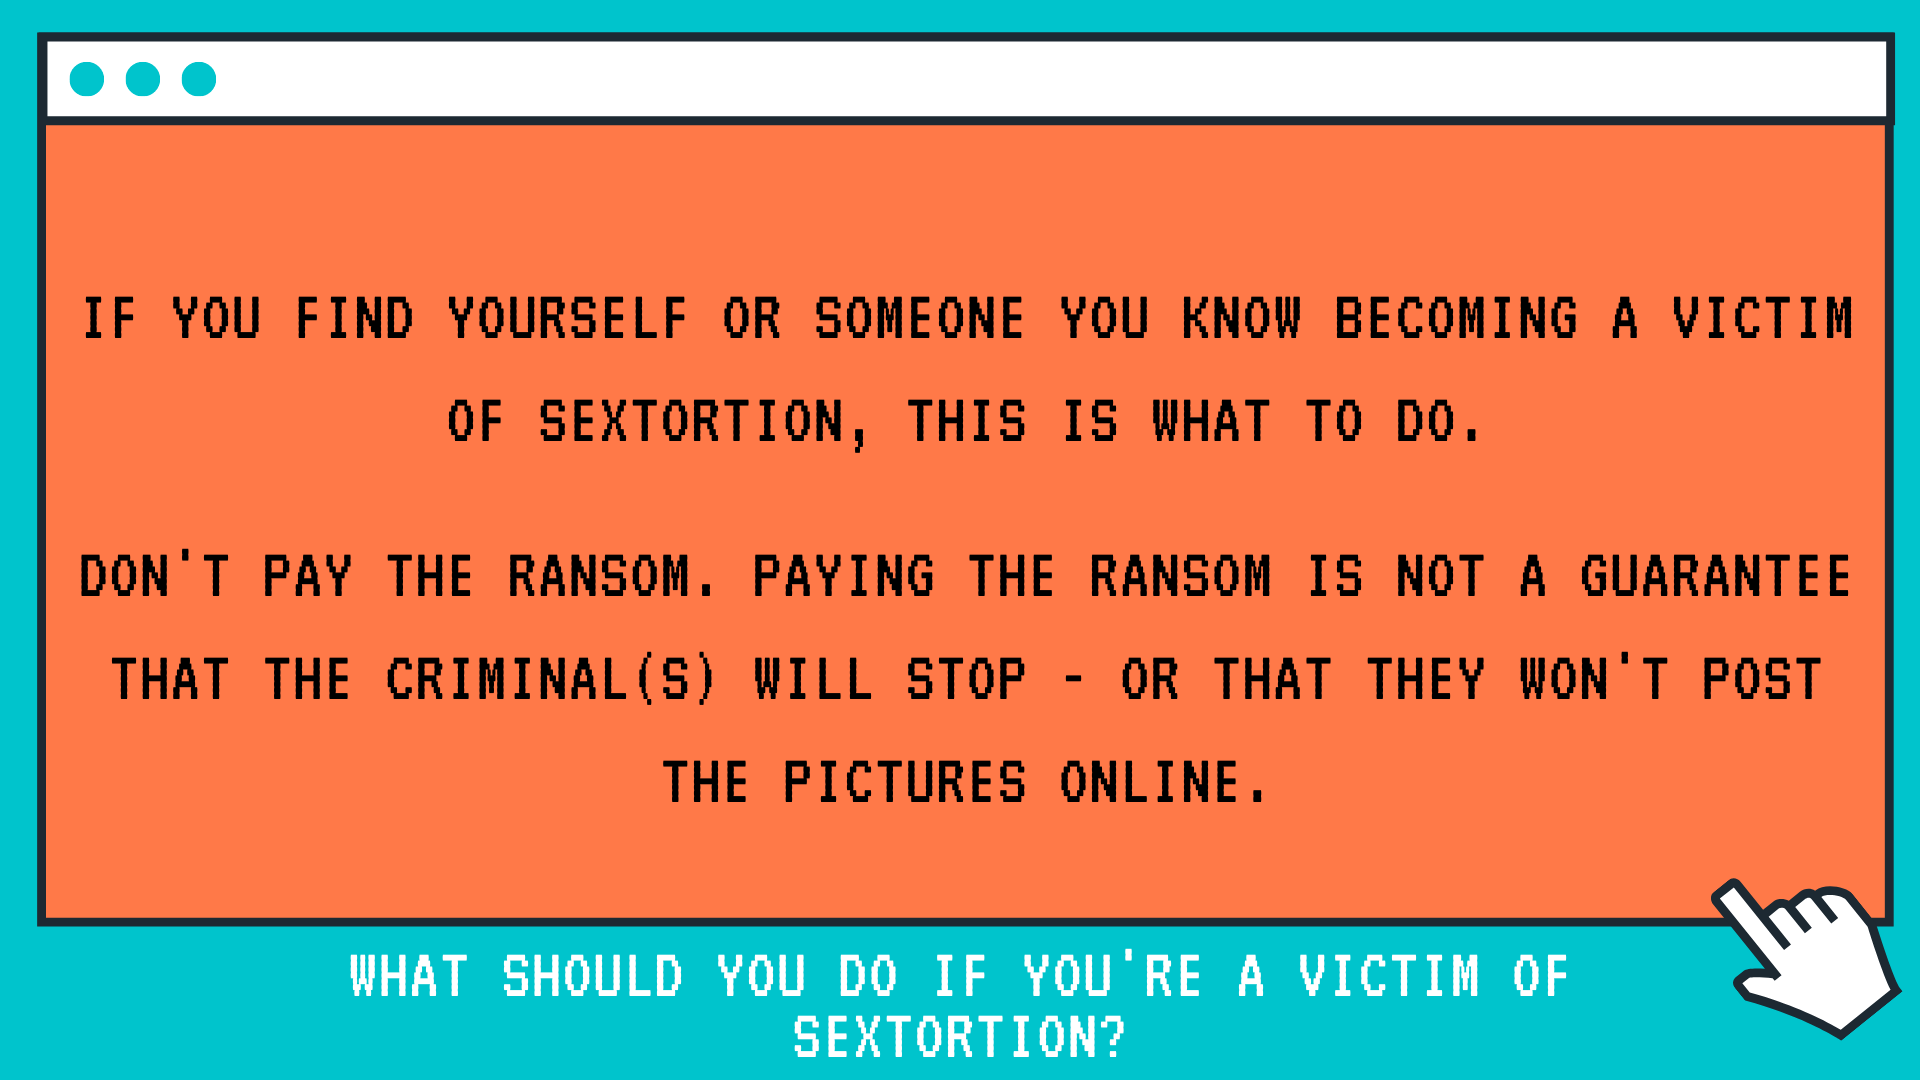 IF YOU FIND YOURSELF OR SOMEONE YOU KNOW BECOMING A VICTIM
OF SEXTORTION, THIS IS WHAT TO DO.
DON'T PAY THE RANSOM. PAYING THE RANSOM IS NOT A GUARANTEE
THAT THE CRIMINAL(S) WILL STOP - OR THAT THEY WON'T POST
THE PICTURES ONLINE.
WHAT SHOULD YOU DO IF YOU'RE A VICTIM OF
SEXTORTION?